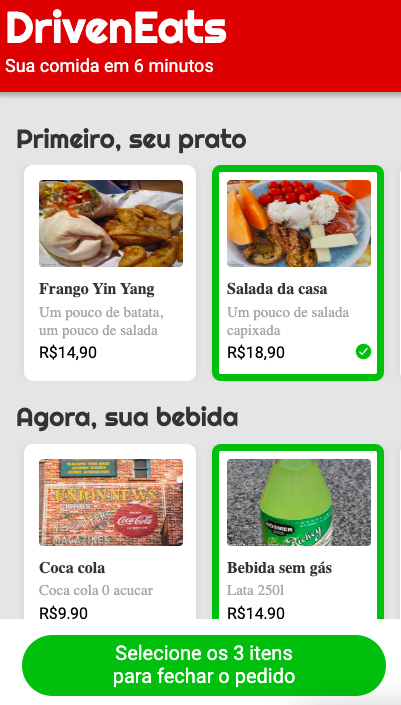 DrivenEats
Sua comida em 6 minutos
Primeiro, seu prato
Frango Yin Yang
Um pouco de batata,
um pouco de salada
R$14,90
Salada da casa
Um pouco de salada
capixada
R$18,90
Agora, sua bebida
UNION NEWS
Coca-Cola
Coca cola
Coca cola 0 acucar
R$9,90
Bebida sem gás
Lata 250l
R$14,90
Selecione os 3 itens
para fechar o pedido